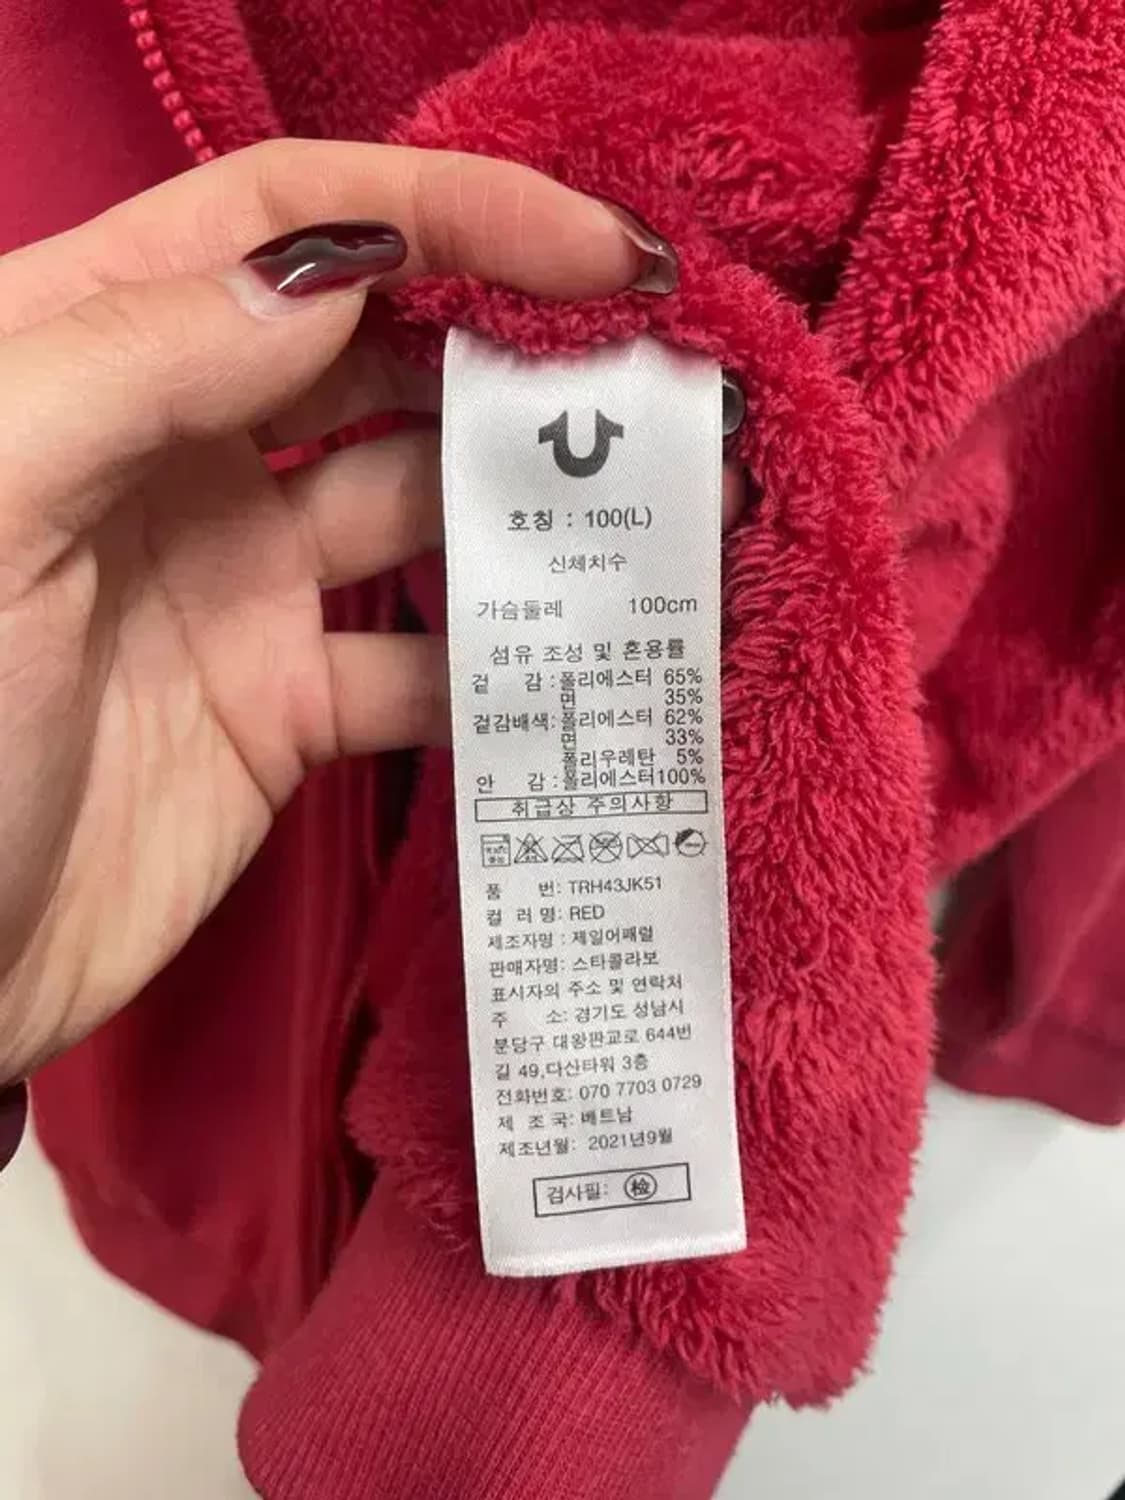 호칭 : 100(L)
신체치수
가슴둘레 100cm
섬유 조성 및 혼용률
겉 감 : 폴리에스터 65%
면 35%
겉감배색: 폴리에스터 62%
면 33%
폴리우레탄 5%
안 감 : 폴리에스터100%
취급상 주의사항
품 번: TRH43JK51
컬 러 명: RED
제조자명 : 제일어패럴
판매자명: 스타콜라보
표시자의 주소 및 연락처
주 소: 경기도 성남시
분당구 대왕판교로 644번
길 49,다산타워 3층
전화번호: 070 7703 0729
제 조 국: 베트남
제조년월: 2021년9월
검사필: 檢